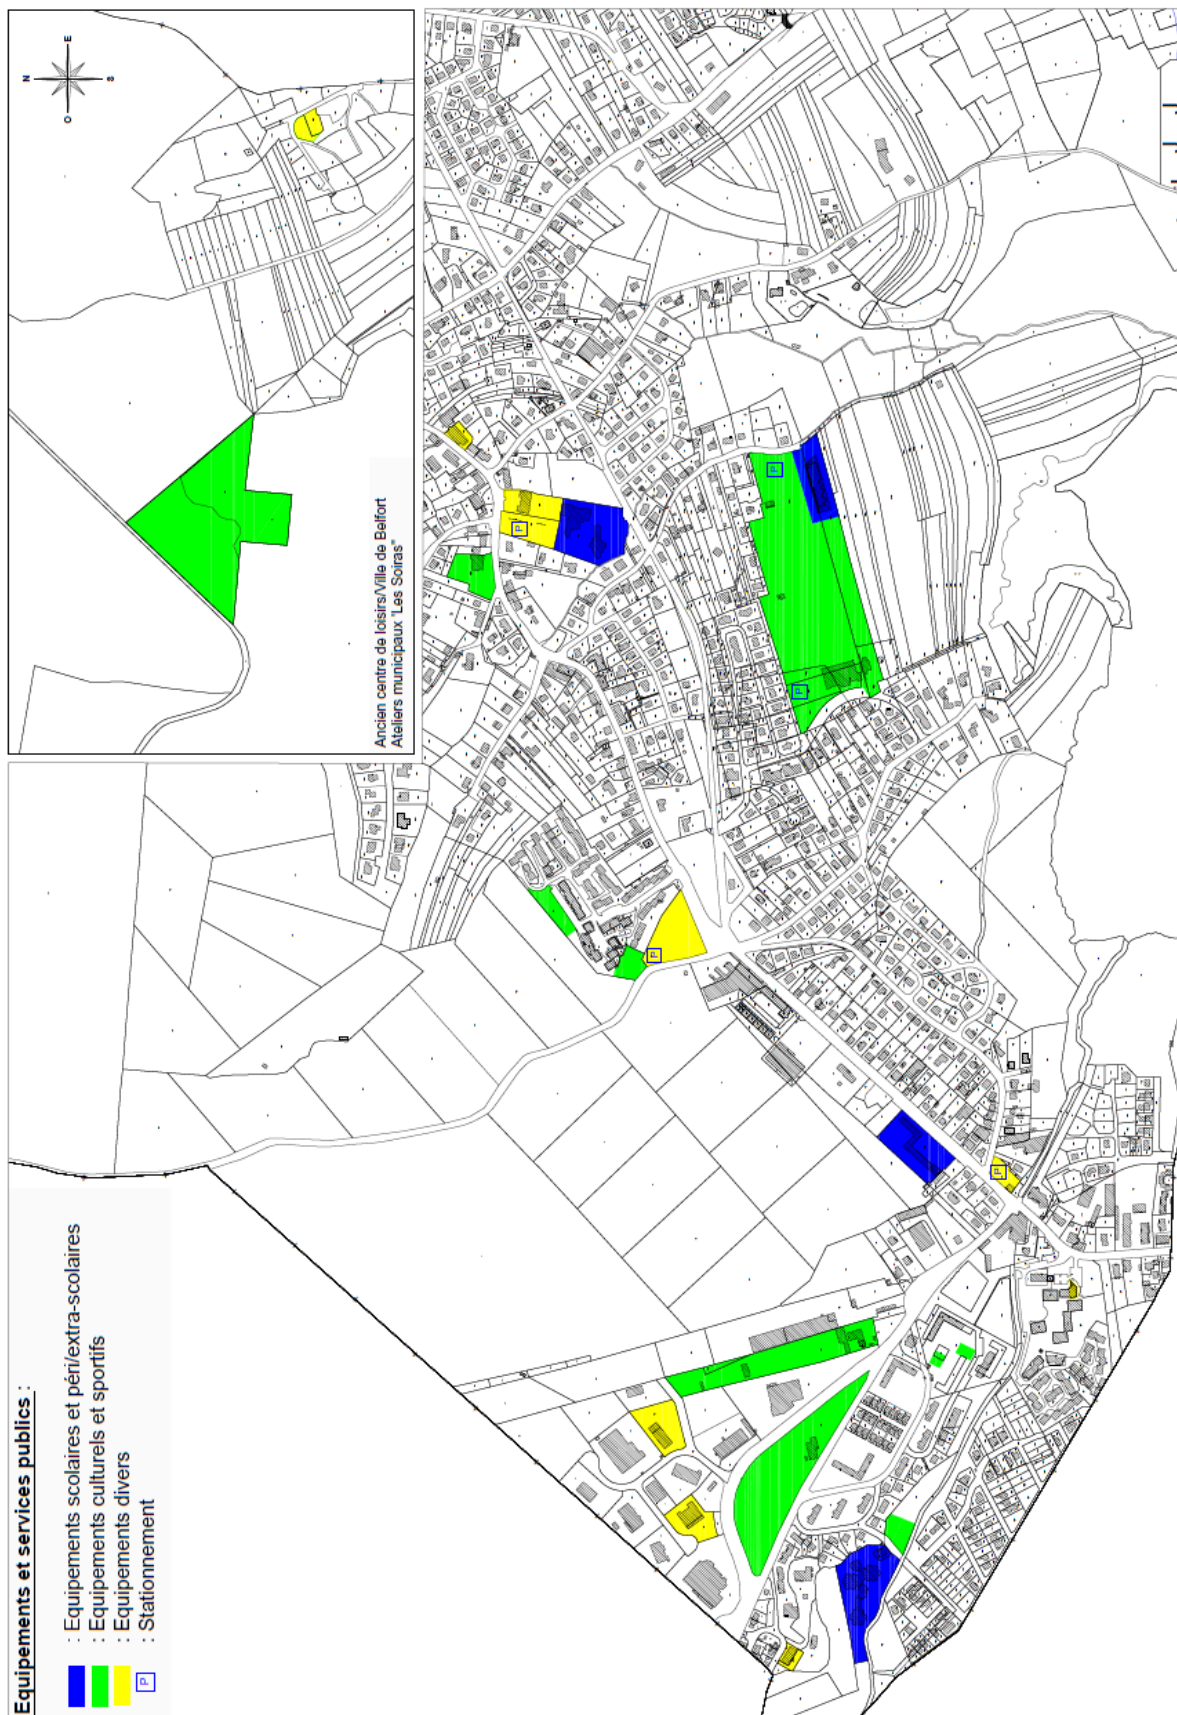 Equipements et services publics :
: Equipements scolaires et péri/extra-scolaires
: Equipements culturels et sportifs
: Equipements divers
P : Stationnement
N
E
S
O
Ancien centre de loisirs/Ville de Belfort
Ateliers municipaux "Les Soiras"
P
P
P
P
P